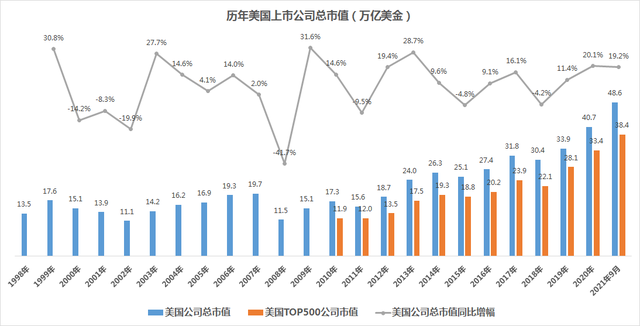 历年美国上市公司总市值（万亿美金）
30.8% -14.2% -8.3% -19.9% 27.7% 14.6% 4.1% 14.0% 2.0% -41.7% 31.6% 14.6% -9.5% 19.4% 28.7% 9.6% -4.8% 9.1% 16.1% -4.2% 11.4% 20.1% 19.2%
13.5 17.6 15.1 13.9 11.1 14.2 16.2 16.9 19.3 19.7 11.5 15.1 17.3 15.6 18.7 24.0 26.3 25.1 27.4 31.8 30.4 33.9 40.7 48.6
11.9 12.0 13.5 17.5 19.3 18.8 20.2 23.9 22.1 28.1 33.4 38.4
1998年 1999年 2000年 2001年 2002年 2003年 2004年 2005年 2006年 2007年 2008年 2009年 2010年 2011年 2012年 2013年 2014年 2015年 2016年 2017年 2018年 2019年 2020年 2021年9月
美国公司总市值 美国TOP500公司市值 美国公司总市值同比增幅